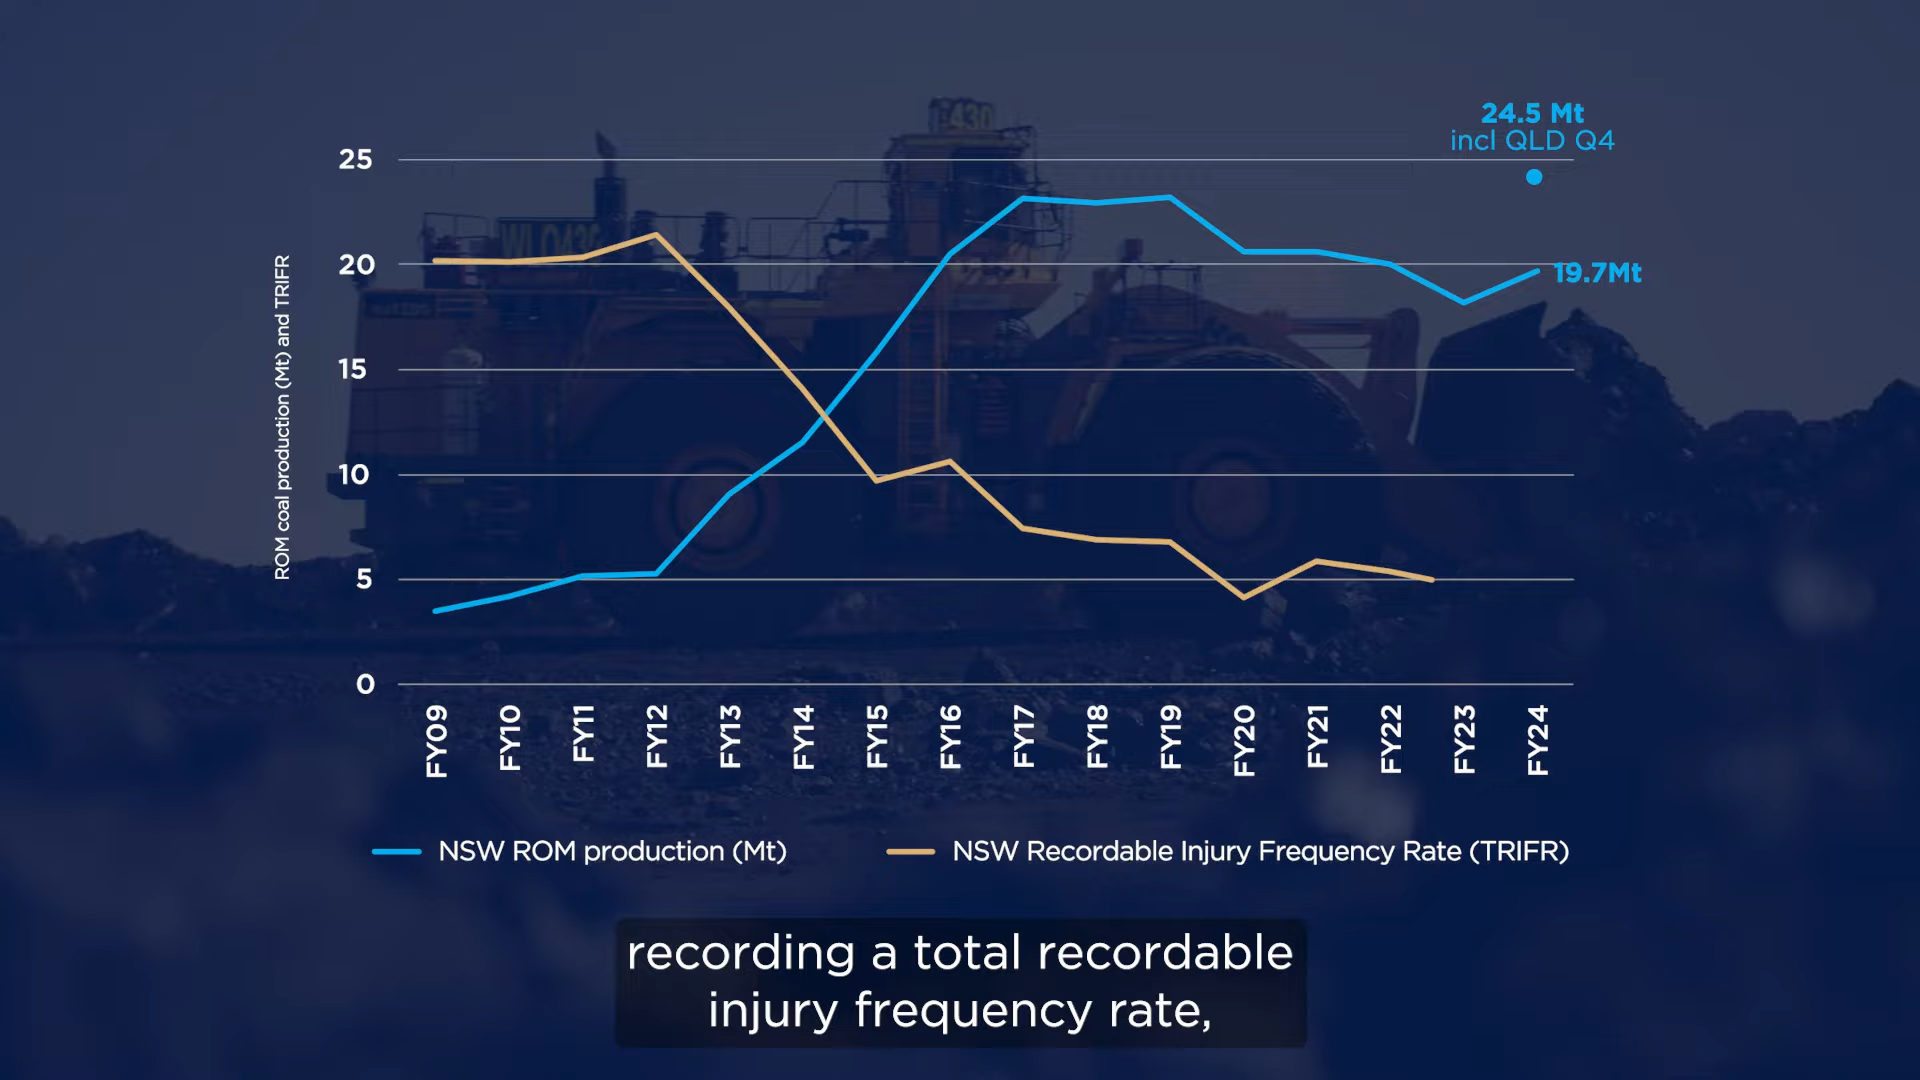 24.5 Mt
incl QLD Q4
25
20
15
10
5
0
ROM coal production (Mt) and TRIFR
430
WLO430
19.7Mt
FY09
FY10
FY11
FY12
FY13
FY14
FY15
FY16
FY17
FY18
FY19
FY20
FY21
FY22
FY23
FY24
NSW ROM production (Mt)
NSW Recordable Injury Frequency Rate (TRIFR)
recording a total recordable
injury frequency rate,